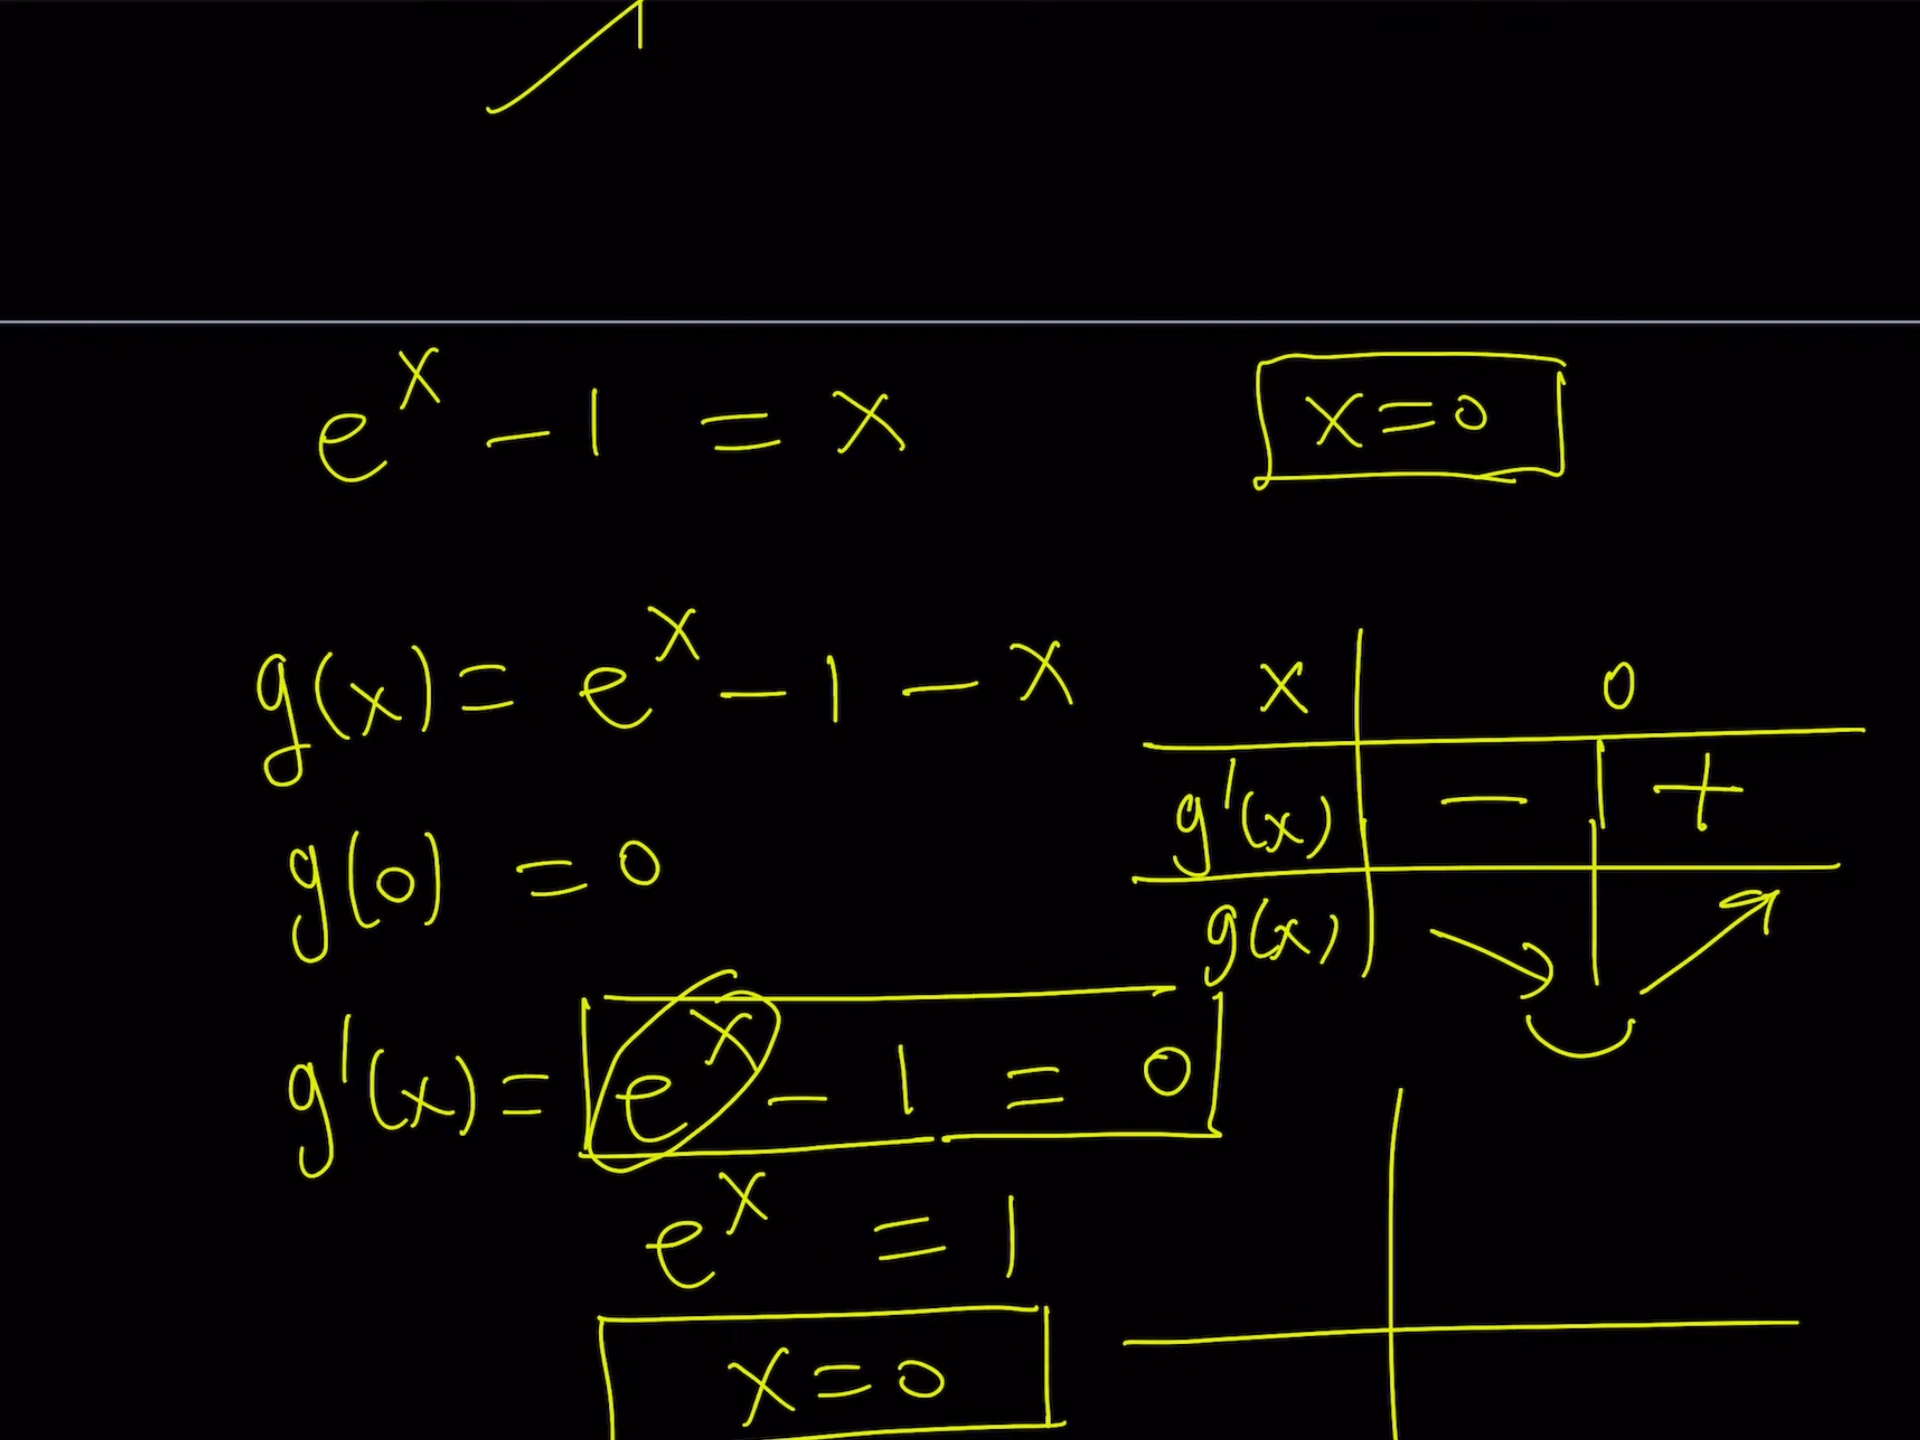 e^x - 1 = x
x = 0
g(x) = e^x - 1 - x
x 0
g'(x) - +
g(x)
g(0) = 0
g'(x) = e^x - 1 = 0
e^x = 1
x = 0